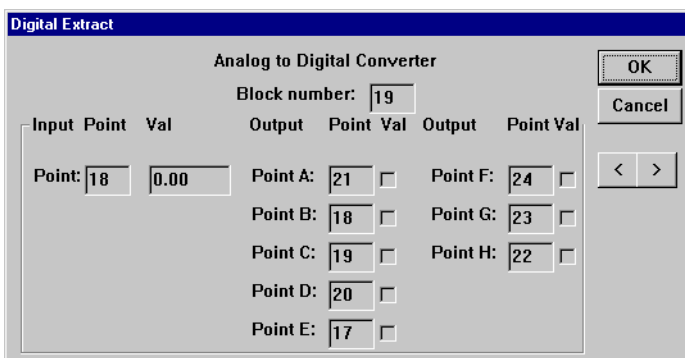 Digital Extract
Analog to Digital Converter
Block number: 19
OK
Cancel
< >
Input Point Val Output Point Val Output Point Val
Point: 18 0.00 Point A: 21 Point F: 24
Point B: 18 Point G: 23
Point C: 19 Point H: 22
Point D: 20
Point E: 17